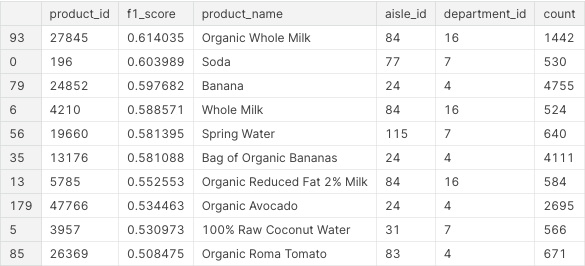 product_id f1_score product_name aisle_id department_id count
93 27845 0.614035 Organic Whole Milk 84 16 1442
0 196 0.603989 Soda 77 7 530
79 24852 0.597682 Banana 24 4 4755
6 4210 0.588571 Whole Milk 84 16 524
56 19660 0.581395 Spring Water 115 7 640
35 13176 0.581088 Bag of Organic Bananas 24 4 4111
13 5785 0.552553 Organic Reduced Fat 2% Milk 84 16 584
179 47766 0.534463 Organic Avocado 24 4 2695
5 3957 0.530973 100% Raw Coconut Water 31 7 566
85 26369 0.508475 Organic Roma Tomato 83 4 671